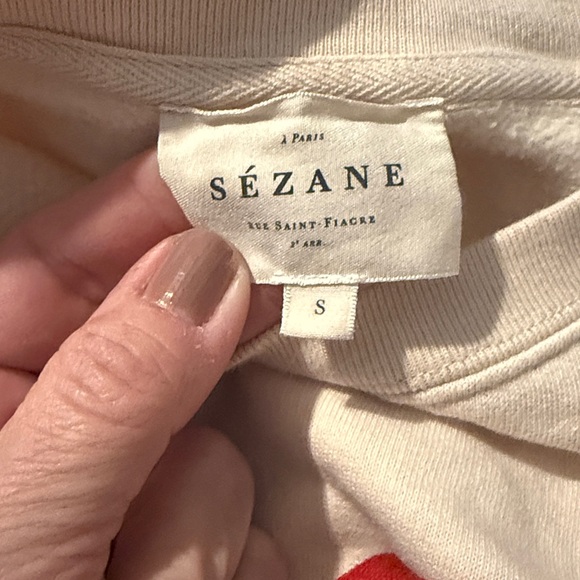 À PARIS
SÉZANE
RUE SAINT-FIACRE
2ᵉ ARR.
S